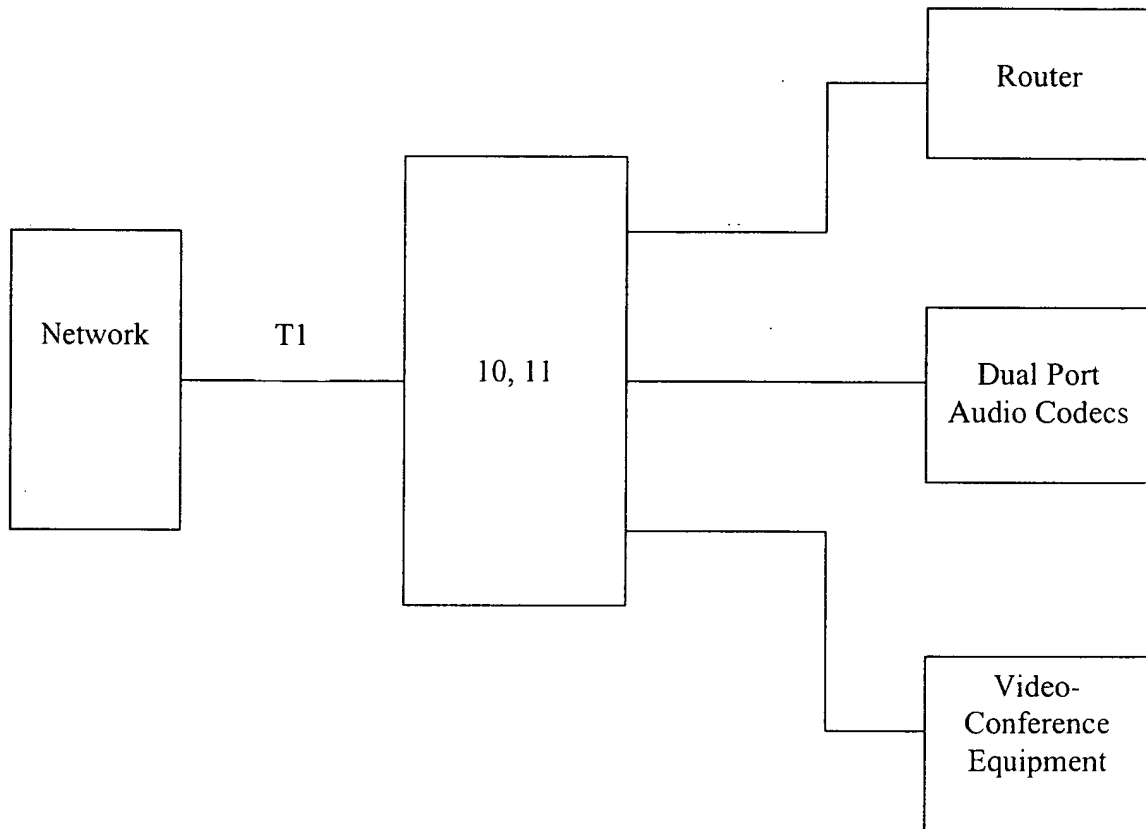 Router
Network
T1
10, 11
Dual Port
Audio Codecs
Video-
Conference
Equipment